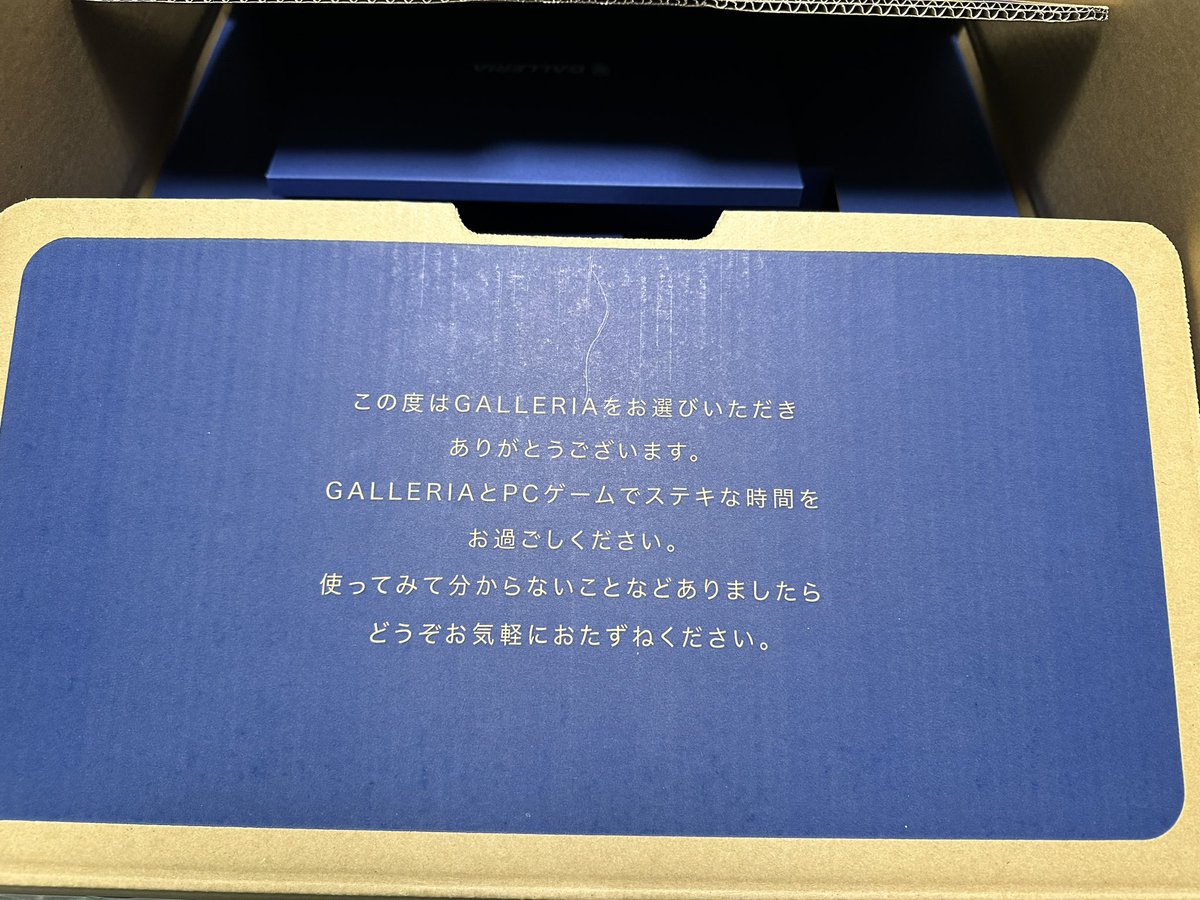 GALLERIA
この度はGALLERIAをお選びいただき
ありがとうございます。
GALLERIAとPCゲームでステキな時間を
お過ごしください。
使ってみて分からないことなどありましたら
どうぞお気軽におたずねください。